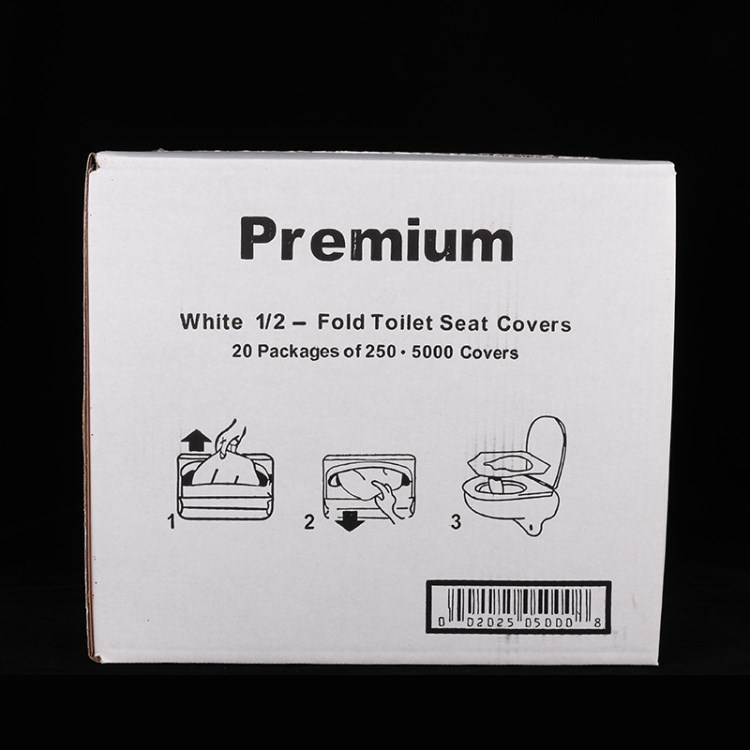 Premium
White 1/2 – Fold Toilet Seat Covers
20 Packages of 250 • 5000 Covers
1
2
3
0 02025 05000 8